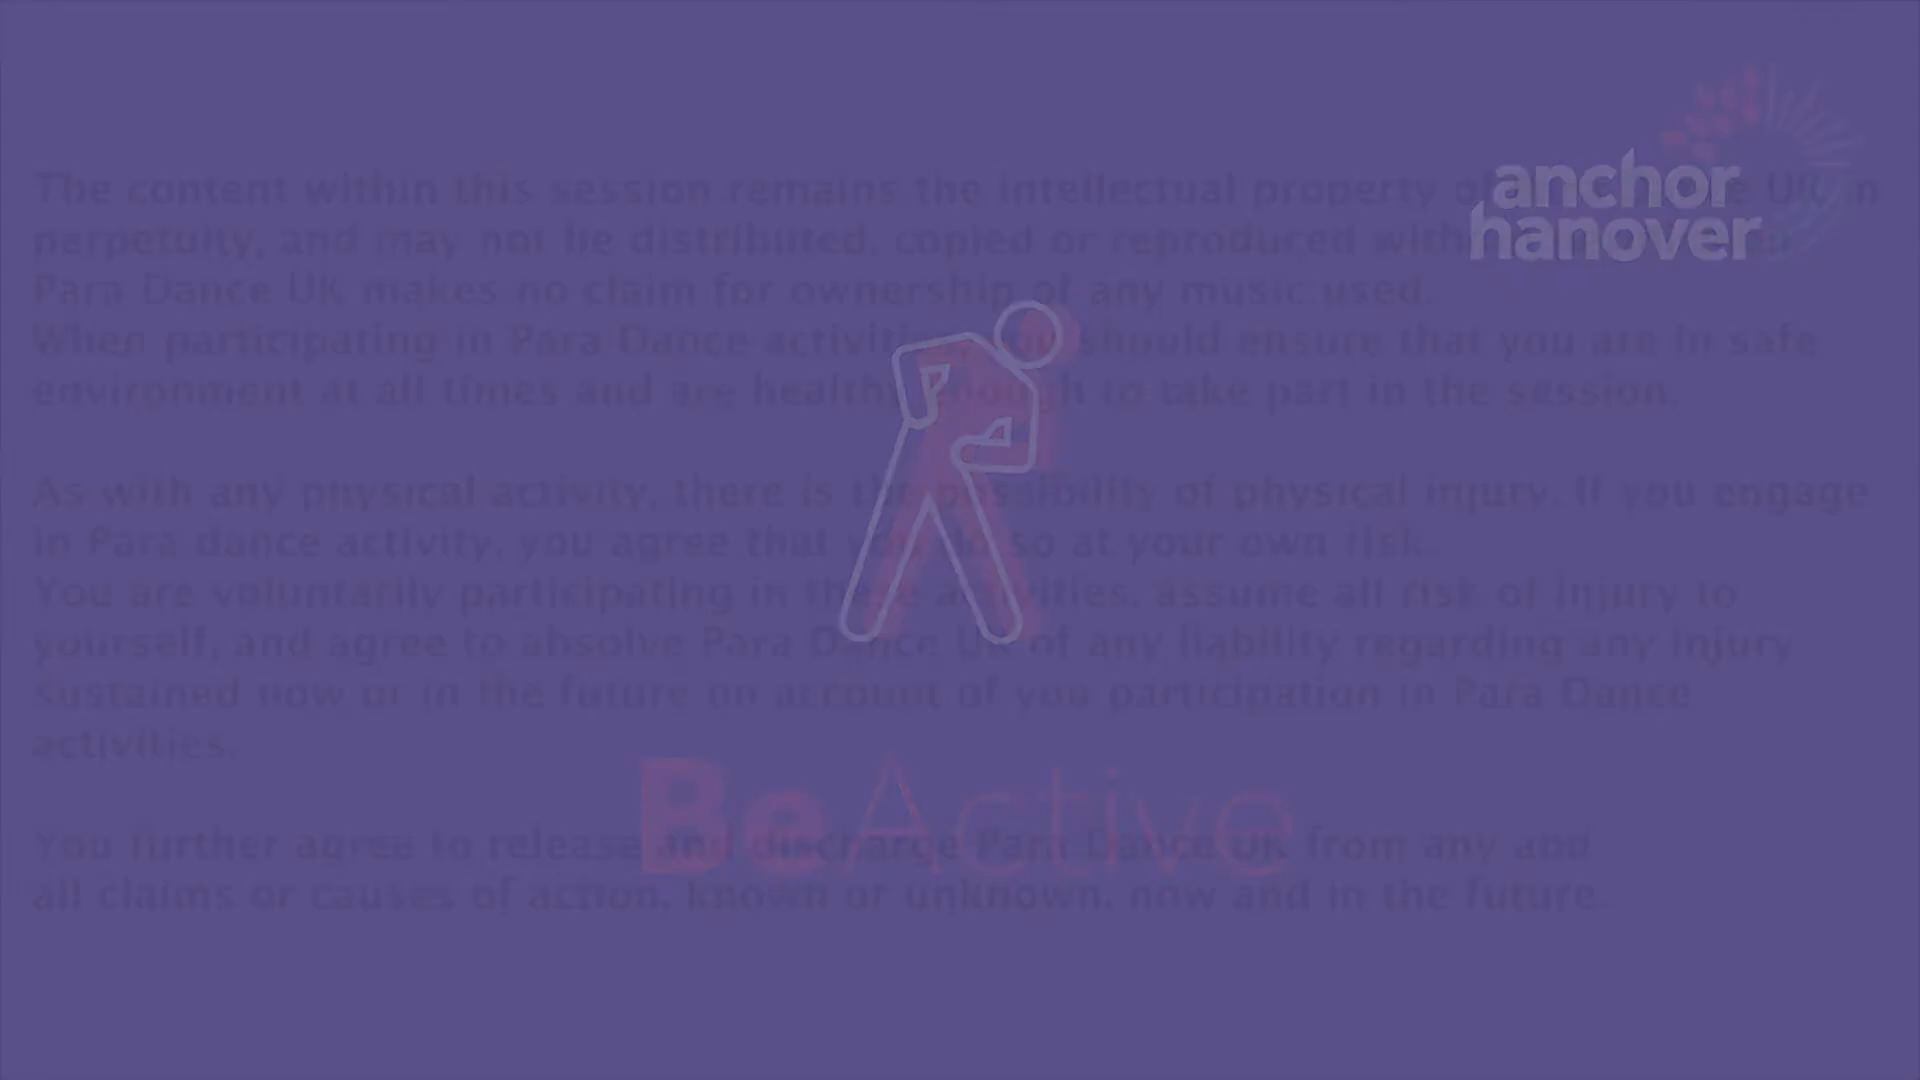 anchor
hanover
The content within this session remains the intellectual property
perpetuity, and may not be distributed, copied or reproduced
Para Dance UK makes no claim for ownership of any music used.
When participating in Para Dance activities, you should ensure that you are in safe
environment at all times and are healthy enough to take part in the session.
As with any physical activity, there is the possibility of physical injury. If you engage
in Para dance activity, you agree that you do so at your own risk.
You are voluntarily participating in these activities, assume all risk of injury to
yourself, and agree to absolve Para Dance UK of any liability regarding any injury
sustained now or in the future on account of you participation in Para Dance
activities.
BeActive
You further agree to release and discharge Para Dance UK from any and
all claims or causes of action, known or unknown, now and in the future.